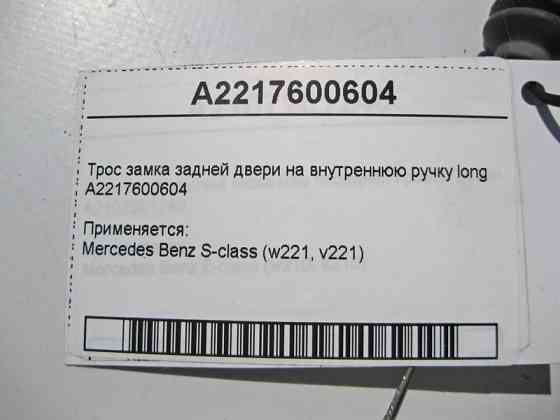 A2217600604
Трос замка задней двери на внутреннюю ручку long
A2217600604
Применяется:
Mercedes Benz S-class (w221, v221)